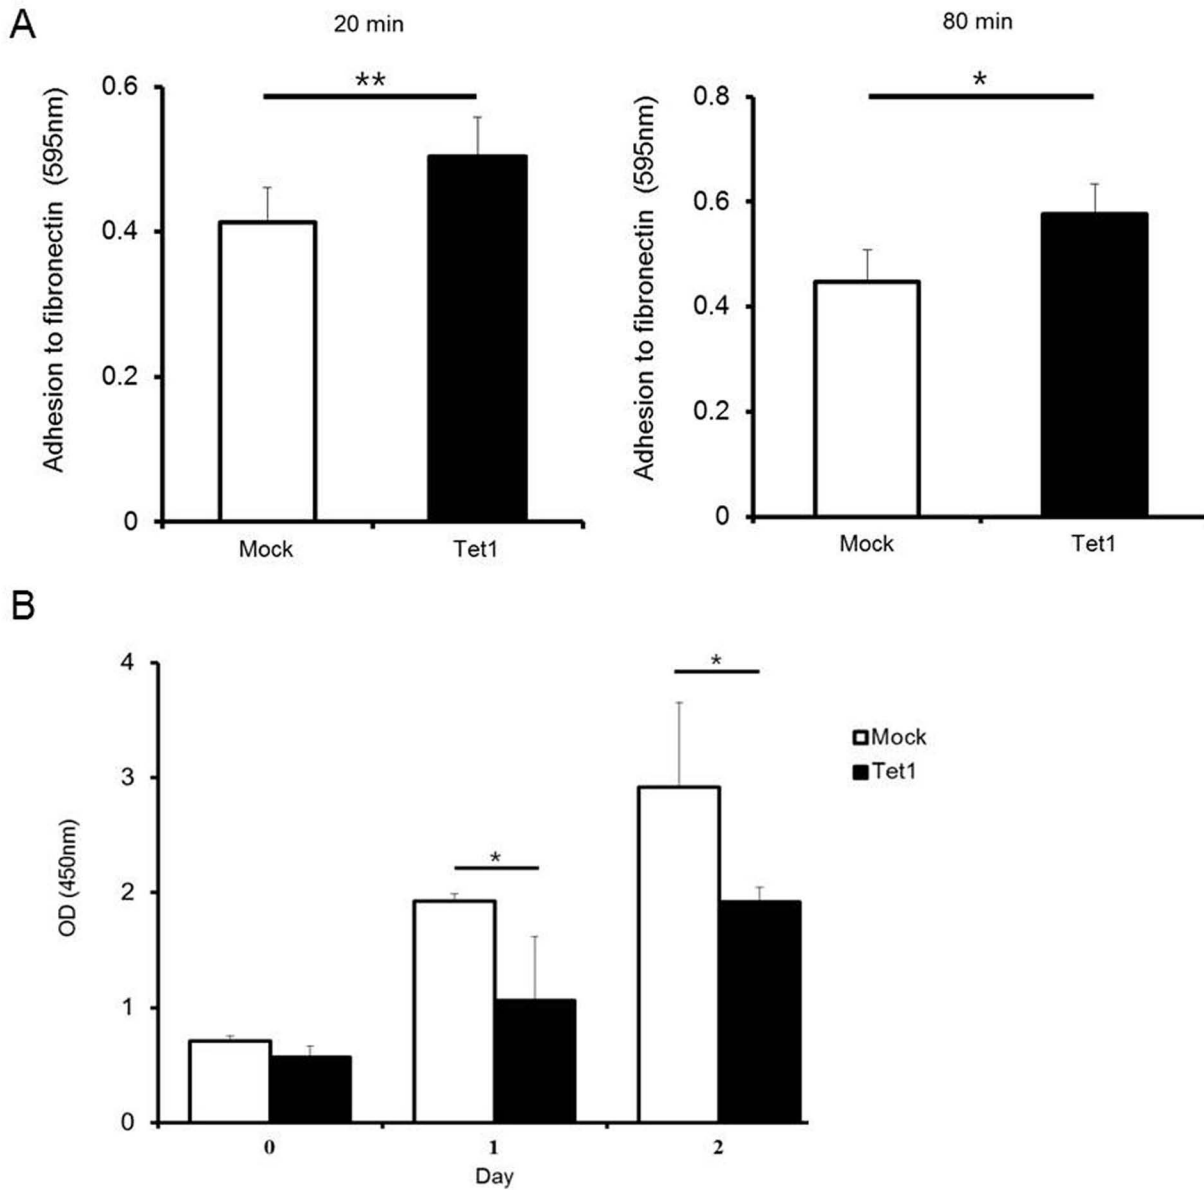 A
20 min
80 min
**
*
Adhesion to fibronectin (595nm)
0.6
0.4
0.2
0
Mock
Tet1
Adhesion to fibronectin (595nm)
0.8
0.6
0.4
0.2
0
Mock
Tet1
B
OD (450nm)
4
3
2
1
0
*
*
Mock
Tet1
0
1
2
Day